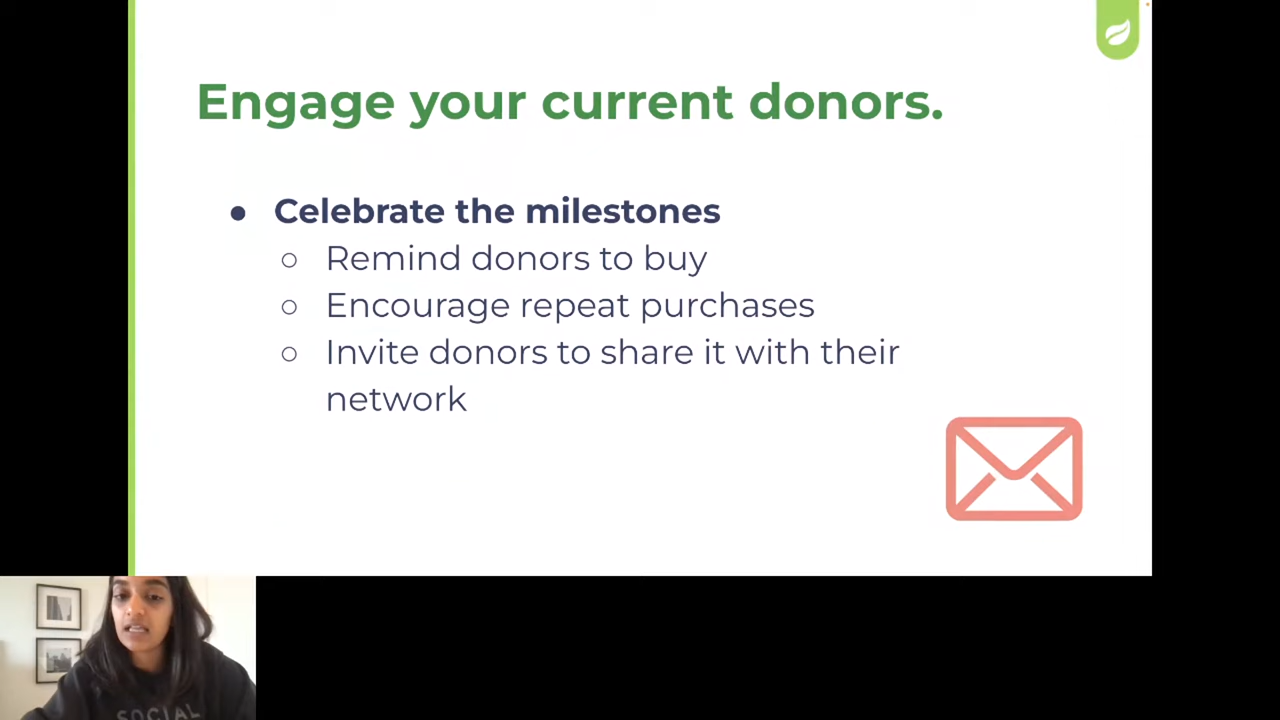 Engage your current donors.
● Celebrate the milestones
○ Remind donors to buy
○ Encourage repeat purchases
○ Invite donors to share it with their
network
SOCIAL